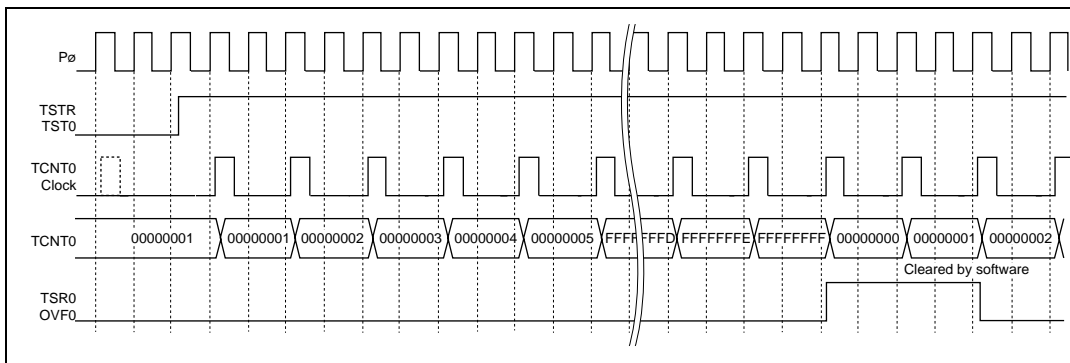 Pø
TSTR
TST0
TCNT0
Clock
TCNT0 00000001 00000001 00000002 00000003 00000004 00000005 FFFFFFFD FFFFFFFE FFFFFFFF 00000000 00000001 00000002
Cleared by software
TSR0
OVF0